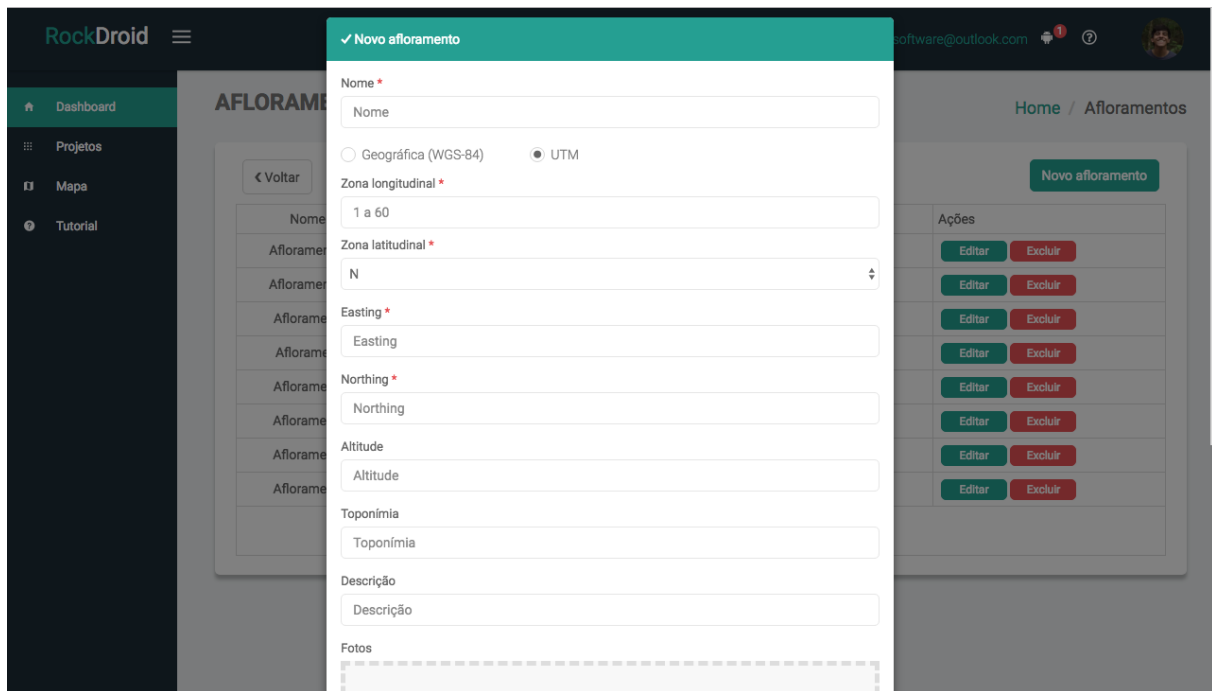 RockDroid
software@outlook.com
1
Dashboard
Projetos
Mapa
Tutorial
AFLORAME
Home / Afloramentos
Voltar
Novo afloramento
Nome
Ações
Afloramen
Editar Excluir
Afloramen
Editar Excluir
Aflorame
Editar Excluir
Aflorame
Editar Excluir
Aflorame
Editar Excluir
Aflorame
Editar Excluir
Aflorame
Editar Excluir
Aflorame
Editar Excluir
Novo afloramento
Nome *
Nome
Geográfica (WGS-84) UTM
Zona longitudinal *
1 a 60
Zona latitudinal *
N
Easting *
Easting
Northing *
Northing
Altitude
Altitude
Toponímia
Toponímia
Descrição
Descrição
Fotos